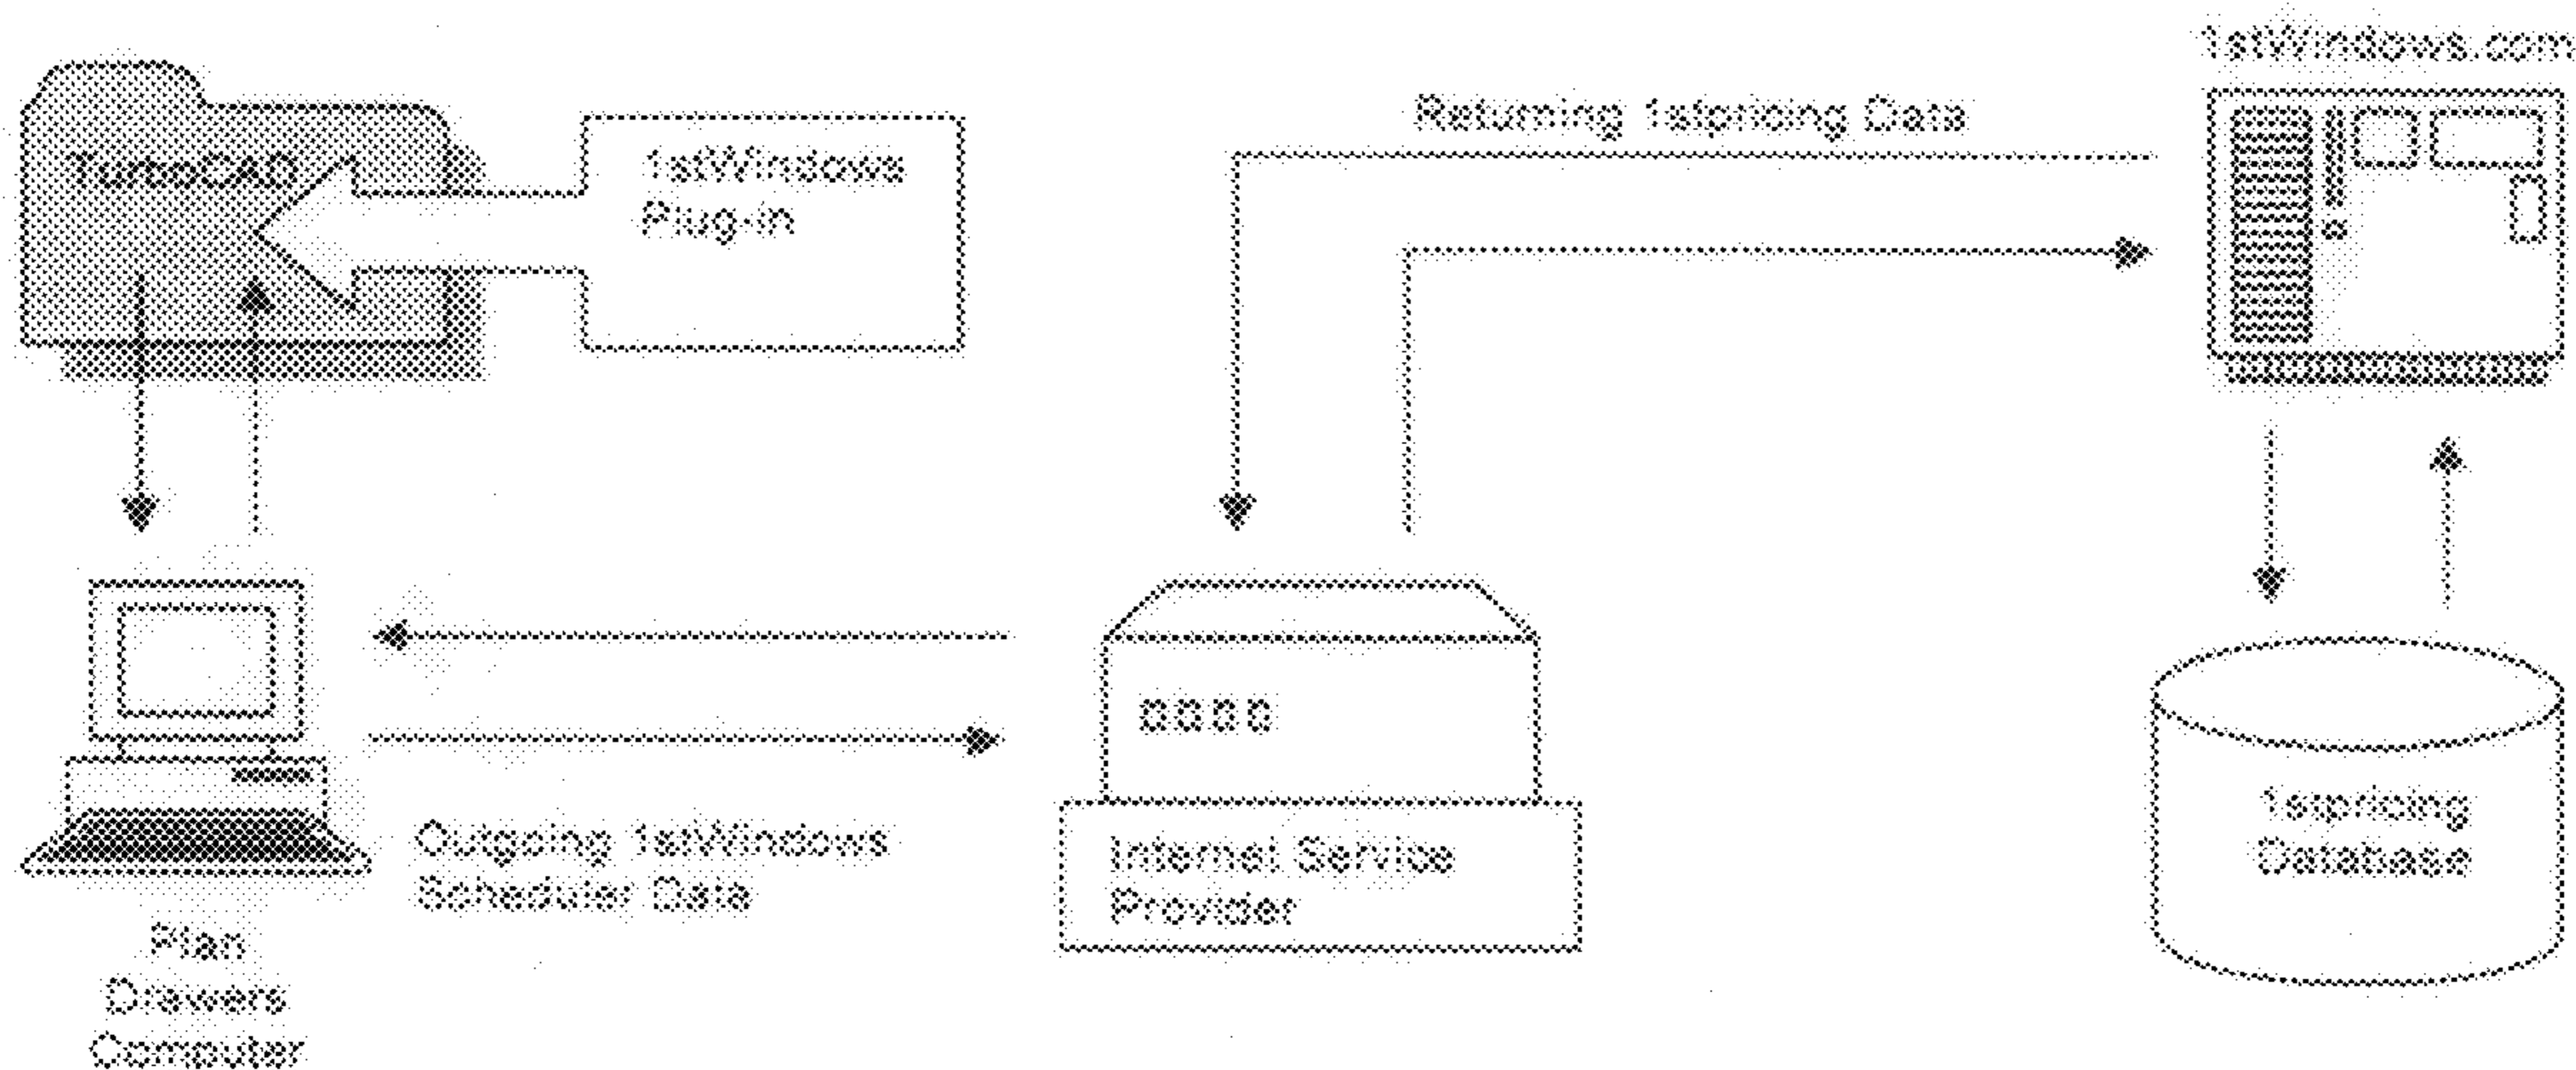 1stWindows.com
Returning 1stpricing Data
TurboCAD
1stWindows
Plug-in
Outgoing 1stWindows
Scheduler Data
Internet Service
Provider
1stpricing
Database
Plan
Drawers
Computer